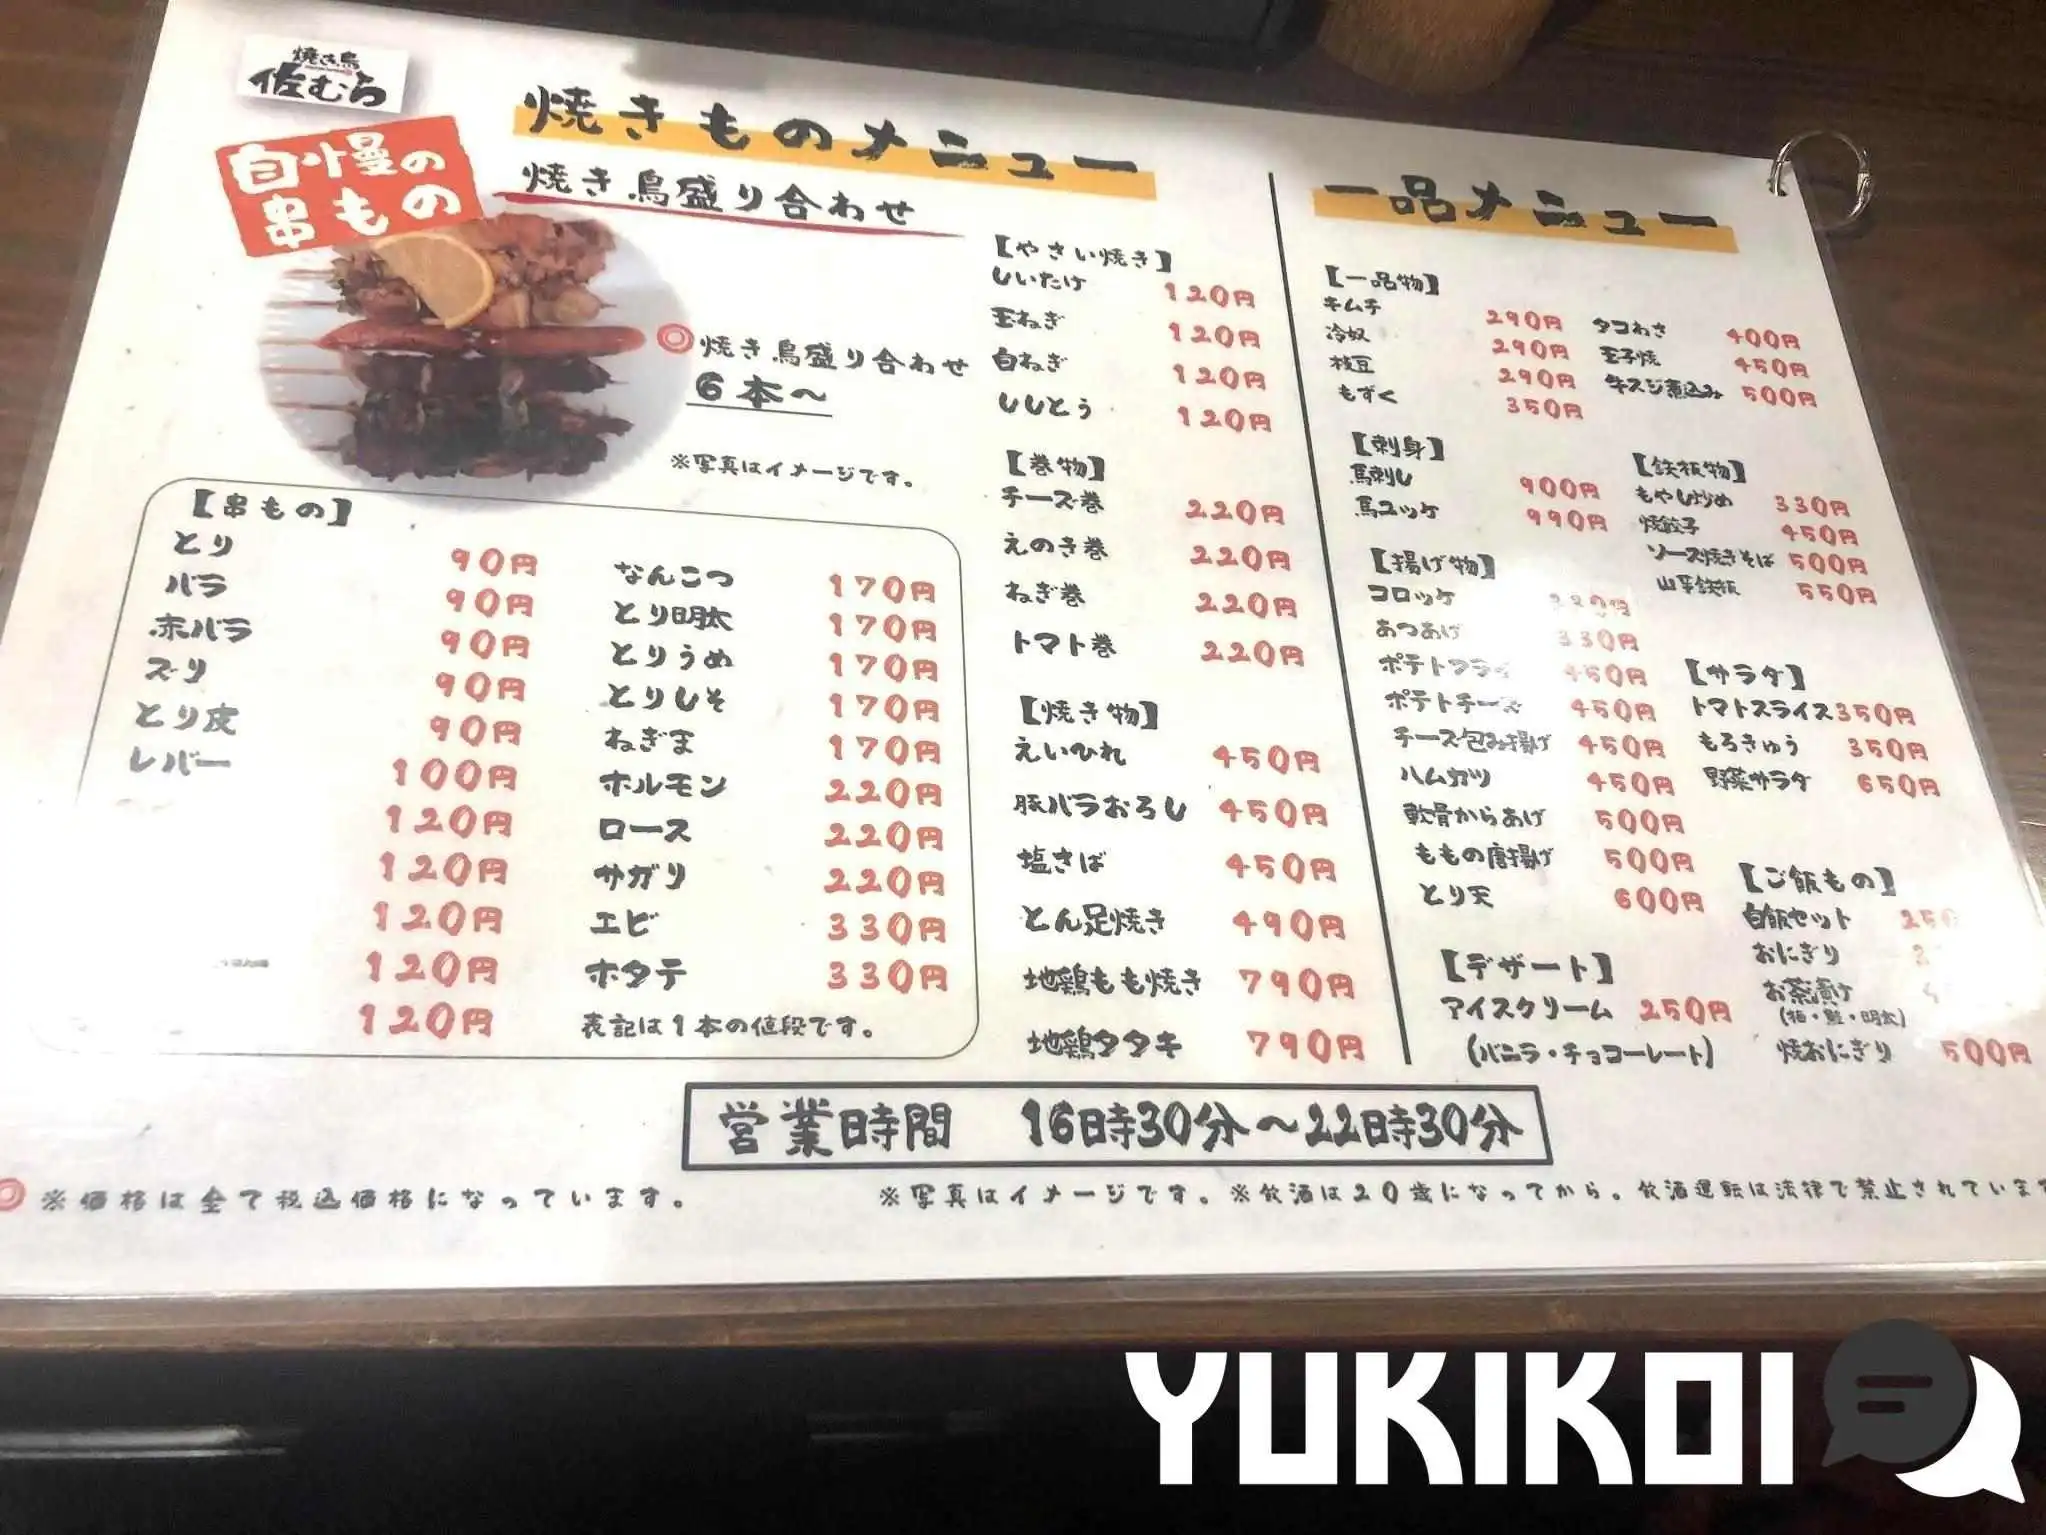 焼き鳥
佐むら
自慢の
串もの
焼きものメニュー
焼き鳥盛り合わせ
◎焼き鳥盛り合わせ
6本～
※写真はイメージです。
【串もの】
とり 90円
バラ 90円
赤バラ 90円
ズリ 90円
とり皮 90円
レバー 100円
120円
120円
120円
120円
120円
なんこつ 170円
とり明太 170円
とりうめ 170円
とりしそ 170円
ねぎま 170円
ホルモン 220円
ロース 220円
サガリ 220円
エビ 330円
ホタテ 330円
表記は1本の値段です。
【やさい焼き】
しいたけ 120円
玉ねぎ 120円
白ねぎ 120円
ししとう 120円
【巻物】
チーズ巻 220円
えのき巻 220円
ねぎ巻 220円
トマト巻 220円
【焼き物】
えいひれ 450円
豚バラおろし 450円
塩さば 450円
とん足焼き 490円
地鶏もも焼き 790円
地鶏タタキ 790円
一品メニュー
【一品物】
キムチ 290円
冷奴 290円
枝豆 290円
もずく 350円
タコわさ 400円
玉子焼 450円
牛スジ煮込み 500円
【刺身】
馬刺し 900円
馬ユッケ 990円
【鉄板物】
もやし炒め 330円
焼餃子 450円
ソース焼きそば 500円
山芋鉄板 550円
【揚げ物】
コロッケ
あつあげ 330円
ポテトフライ 450円
ポテトチーズ 450円
チーズ包み揚げ 450円
ハムカツ 450円
軟骨からあげ 500円
ももの唐揚げ 500円
とり天 600円
【サラダ】
トマトスライス 350円
もろきゅう 350円
野菜サラダ 650円
【デザート】
アイスクリーム 250円
(バニラ・チョコレート)
【ご飯もの】
白飯セット 250
おにぎり
お茶漬け
(梅・鮭・明太)
焼おにぎり 500円
営業時間 16時30分～22時30分
◎※価格は全て税込価格になっています。
※写真はイメージです。※飲酒は20歳になってから。飲酒運転は法律で禁止されています
YUKIKOI